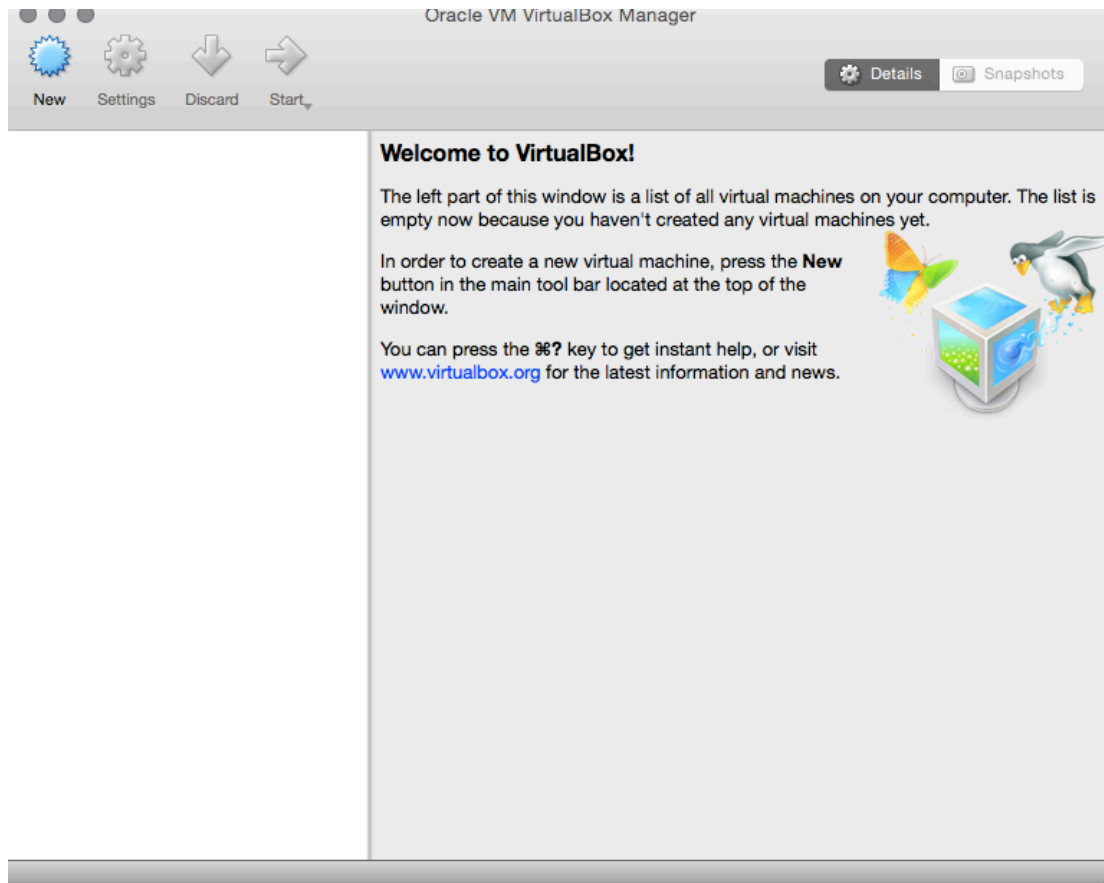 Oracle VM VirtualBox Manager
New Settings Discard Start
Details Snapshots
Welcome to VirtualBox!
The left part of this window is a list of all virtual machines on your computer. The list is
empty now because you haven't created any virtual machines yet.
In order to create a new virtual machine, press the New
button in the main tool bar located at the top of the
window.
You can press the ⌘? key to get instant help, or visit
www.virtualbox.org for the latest information and news.